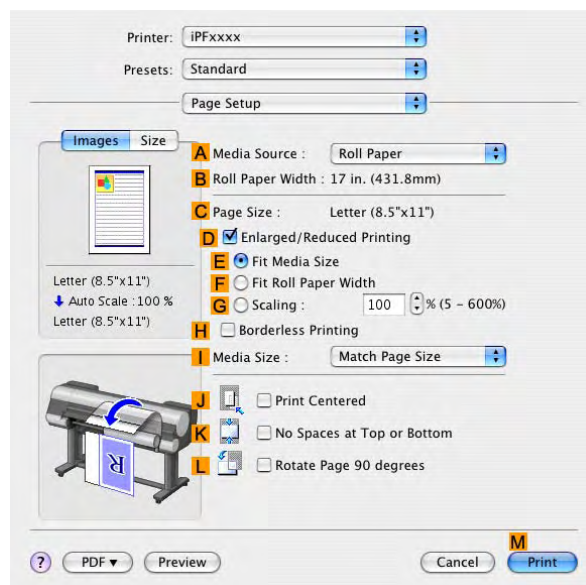 Printer: iPFxxxx
Presets: Standard
Page Setup
Images Size
A Media Source : Roll Paper
B Roll Paper Width : 17 in. (431.8mm)
C Page Size : Letter (8.5"x11")
D Enlarged/Reduced Printing
E Fit Media Size
F Fit Roll Paper Width
G Scaling : 100 % (5 - 600%)
Letter (8.5"x11")
Auto Scale :100 %
Letter (8.5"x11")
H Borderless Printing
I Media Size : Match Page Size
J Print Centered
K No Spaces at Top or Bottom
L Rotate Page 90 degrees
R
M
? PDF▼ Preview Cancel Print